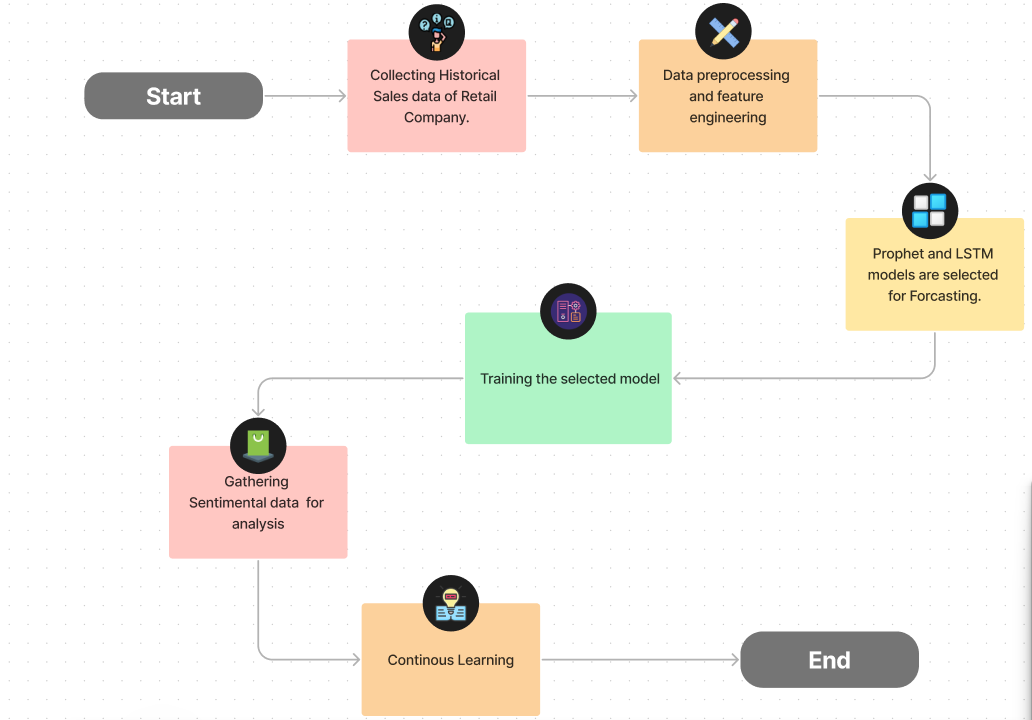 Start
Collecting Historical
Sales data of Retail
Company.
Data preprocessing
and feature
engineering
Prophet and LSTM
models are selected
for Forcasting.
Training the selected model
Gathering
Sentimental data  for
analysis
Continous Learning
End